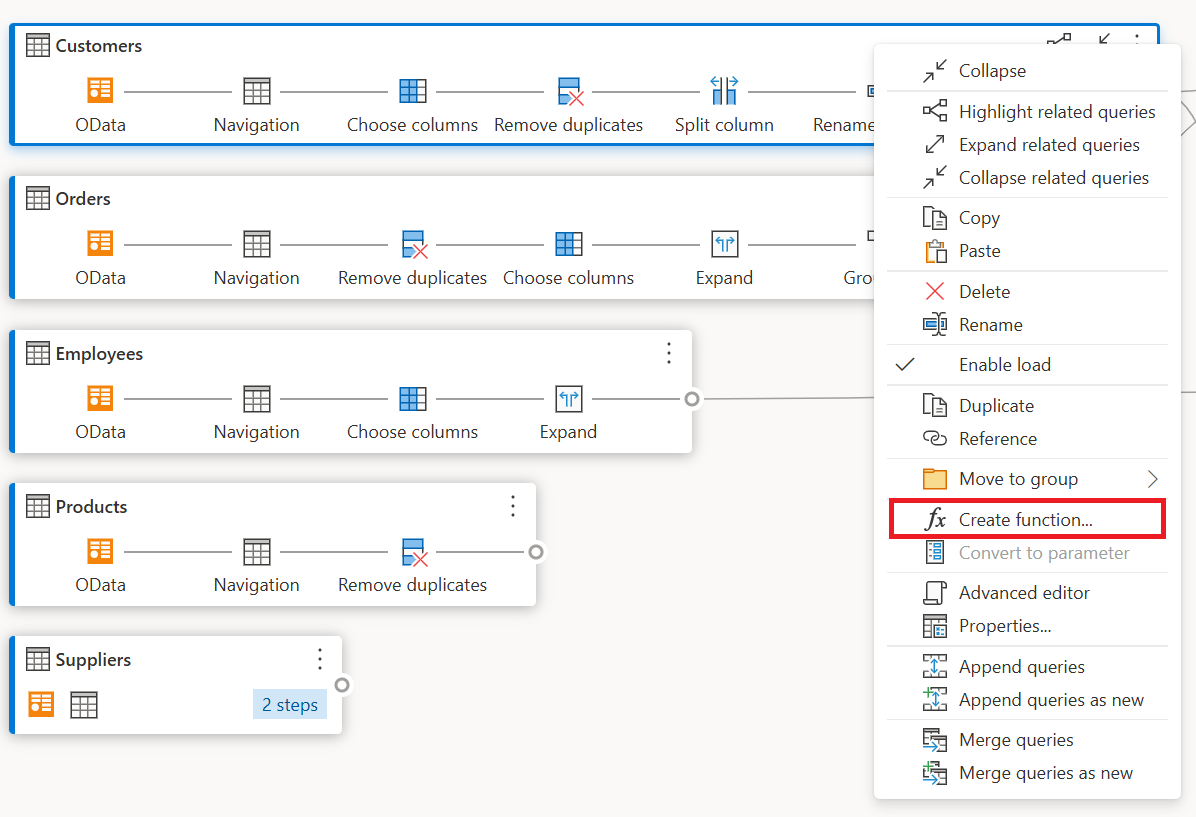 Customers
OData
Navigation
Choose columns
Remove duplicates
Split column
Rename
Orders
OData
Navigation
Remove duplicates
Choose columns
Expand
Employees
OData
Navigation
Choose columns
Expand
Products
OData
Navigation
Remove duplicates
Suppliers
2 steps
Collapse
Highlight related queries
Expand related queries
Collapse related queries
Copy
Paste
Delete
Rename
Enable load
Duplicate
Reference
Move to group
fx Create function...
Convert to parameter
Advanced editor
Properties...
Append queries
Append queries as new
Merge queries
Merge queries as new